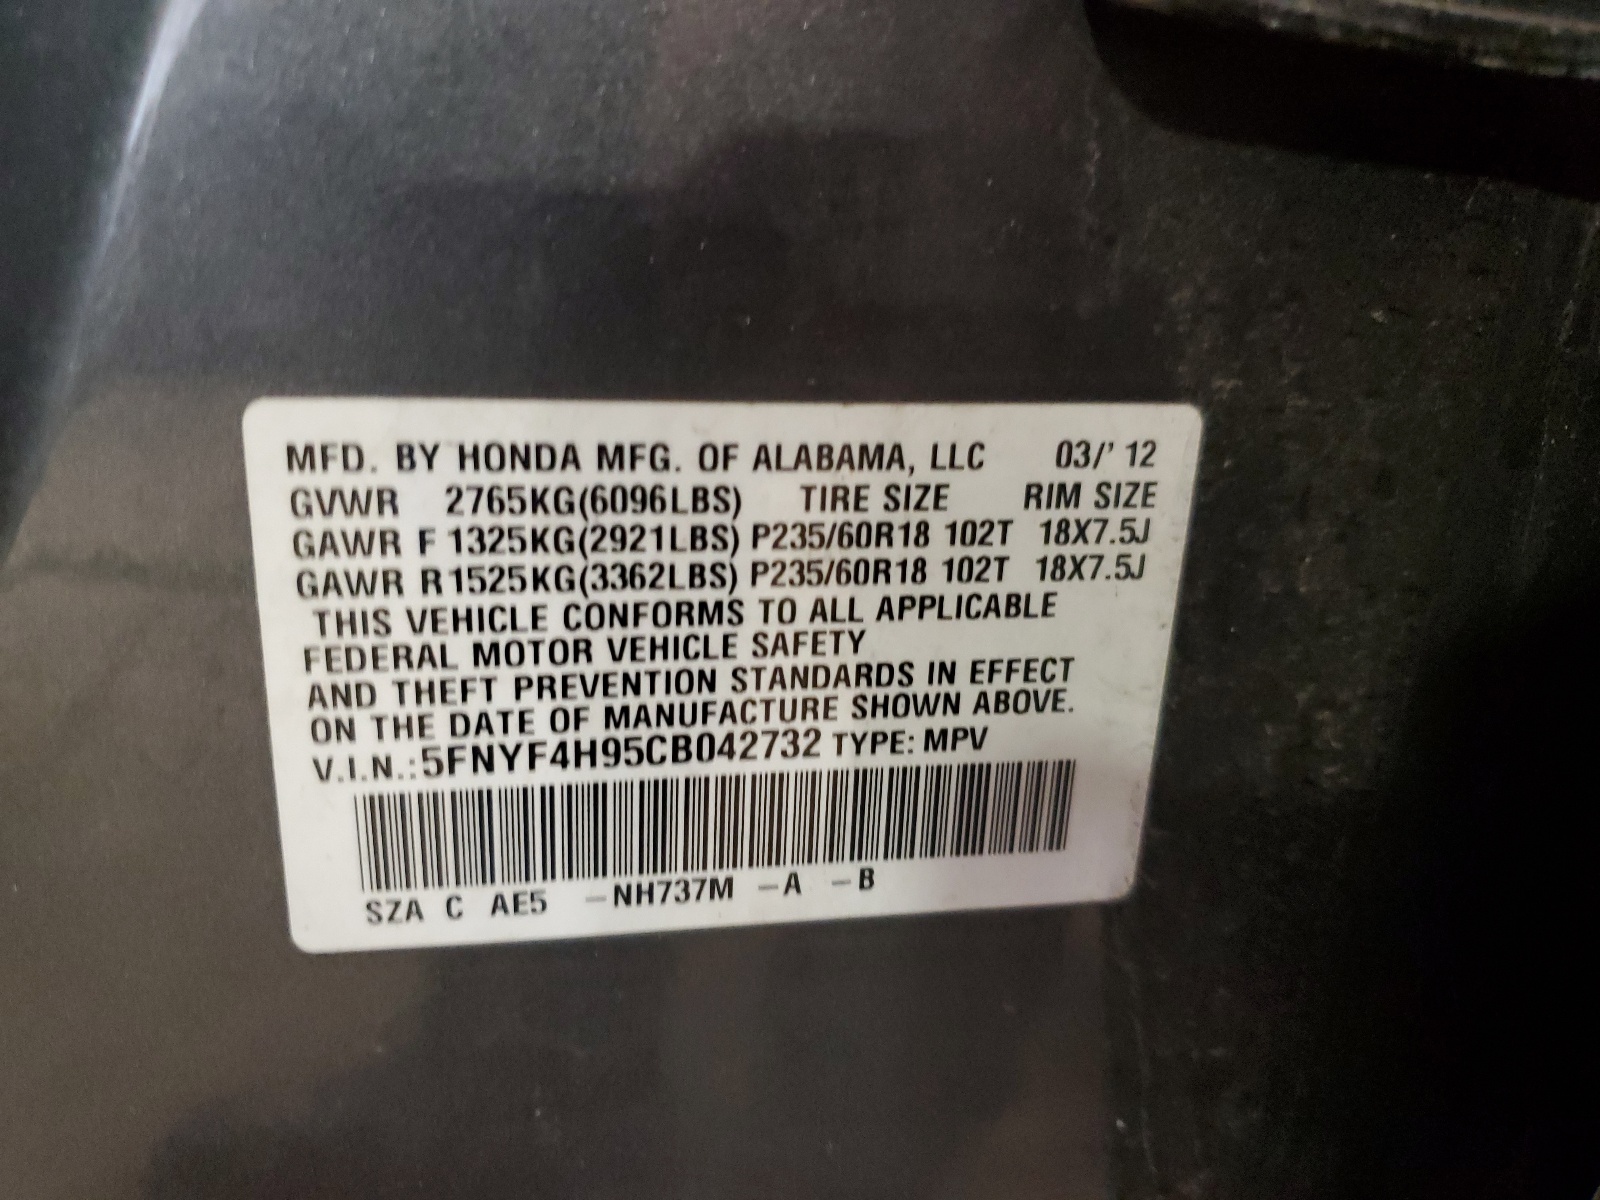 MFD. BY HONDA MFG. OF ALABAMA, LLC 03/' 12
GVWR 2765KG(6096LBS) TIRE SIZE RIM SIZE
GAWR F 1325KG(2921LBS) P235/60R18 102T 18X7.5J
GAWR R 1525KG(3362LBS) P235/60R18 102T 18X7.5J
THIS VEHICLE CONFORMS TO ALL APPLICABLE
FEDERAL MOTOR VEHICLE SAFETY
AND THEFT PREVENTION STANDARDS IN EFFECT
ON THE DATE OF MANUFACTURE SHOWN ABOVE.
V.I.N.:5FNYF4H95CB042732 TYPE: MPV
SZA C AE5 -NH737M -A -B